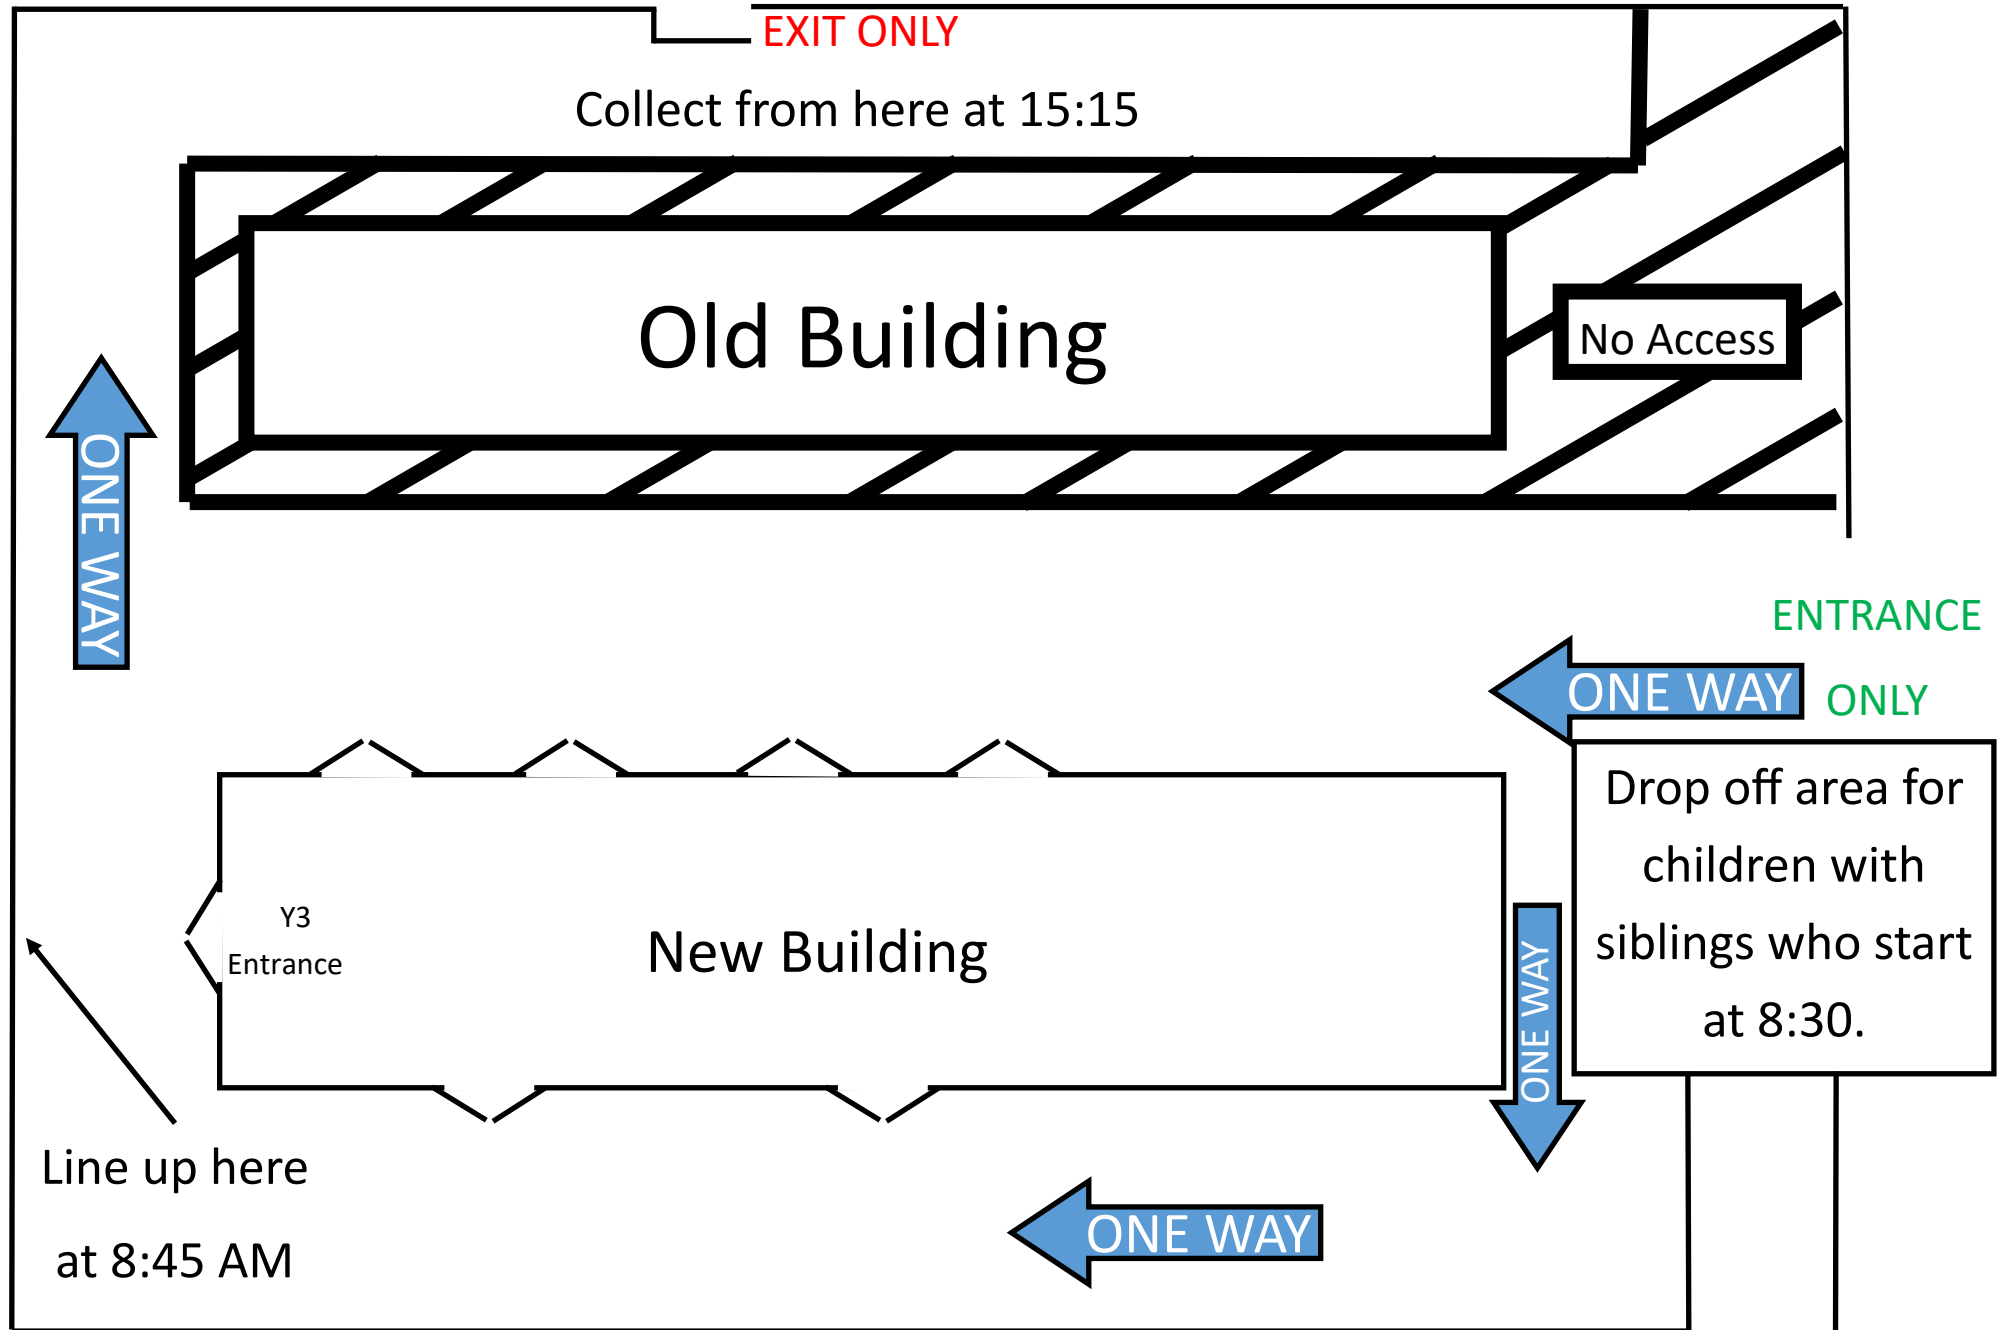 EXIT ONLY
Collect from here at 15:15
Old Building
No Access
ONE WAY
ENTRANCE
ONLY
ONE WAY
Drop off area for
children with
siblings who start
at 8:30.
Y3
Entrance
New Building
ONE WAY
Line up here
at 8:45 AM
ONE WAY